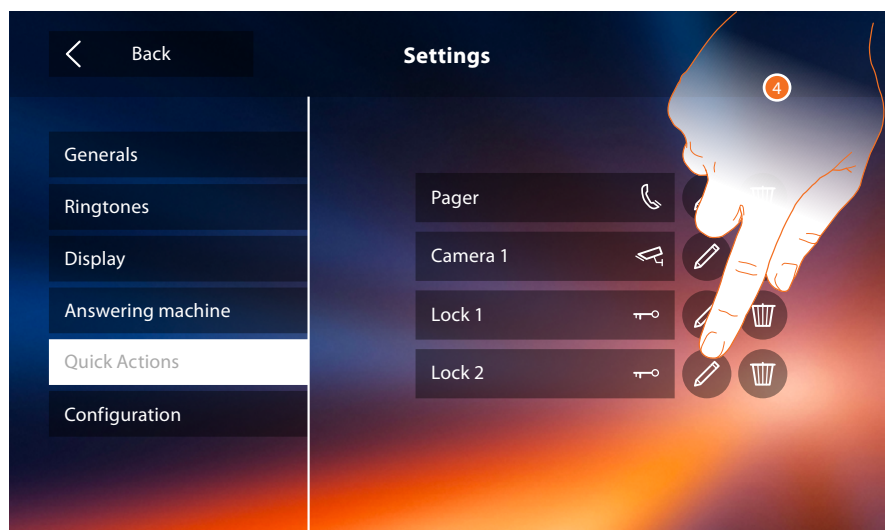 Back
Settings
4
Generals
Ringtones
Display
Answering machine
Quick Actions
Configuration
Pager
Camera 1
Lock 1
Lock 2